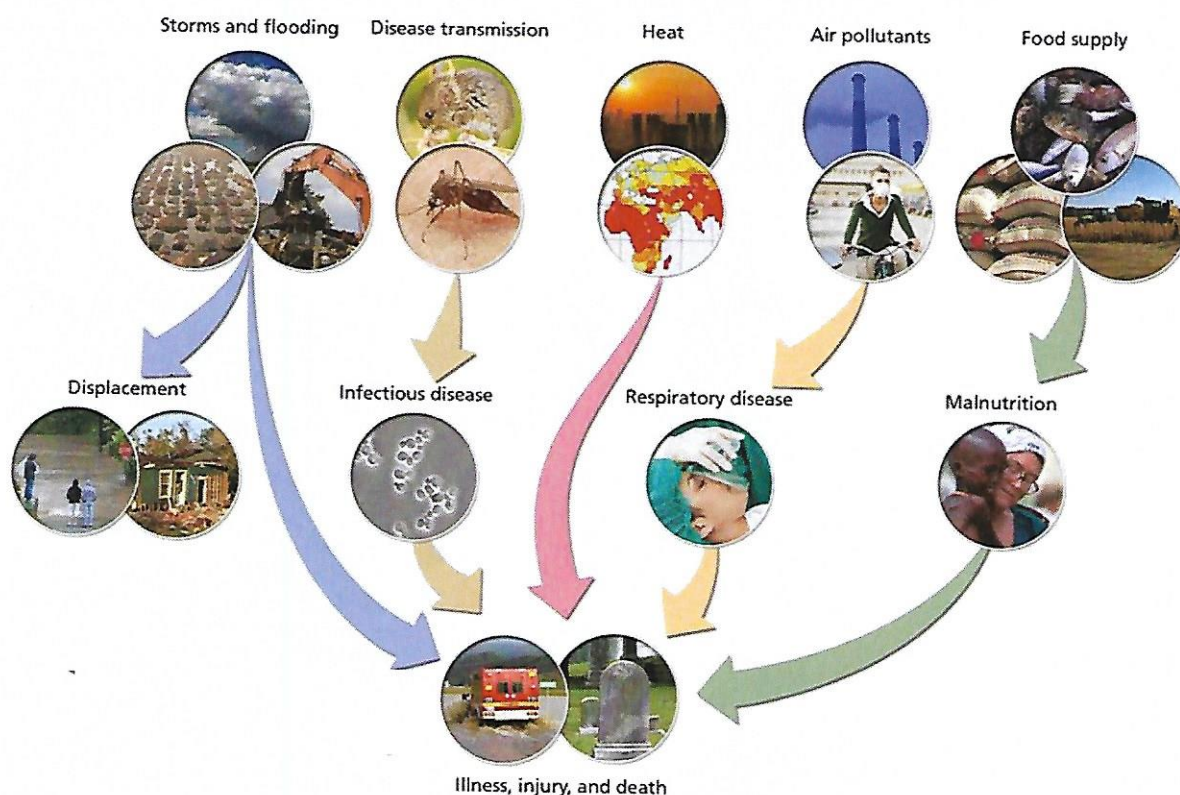 Storms and flooding
Disease transmission
Heat
Air pollutants
Food supply
Displacement
Infectious disease
Respiratory disease
Malnutrition
Illness, injury, and death